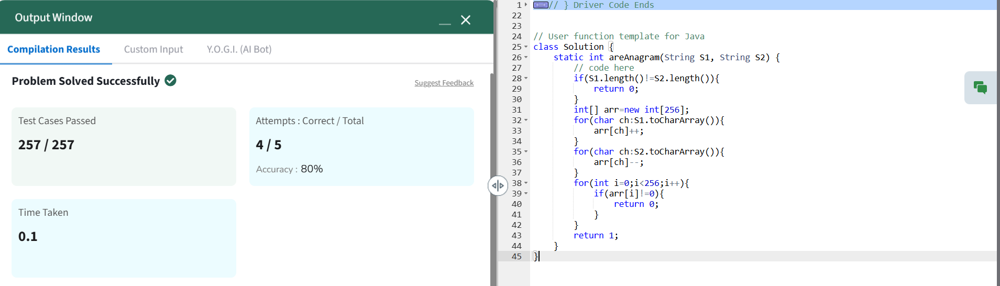 Output Window
Compilation Results Custom Input Y.O.G.I. (AI Bot)
Problem Solved Successfully
Suggest Feedback
Test Cases Passed
257 / 257
Attempts : Correct / Total
4 / 5
Accuracy : 80%
Time Taken
0.1
1 // } Driver Code Ends
22
23
24 // User function template for Java
25 class Solution {
26 static int areAnagram(String S1, String S2) {
27 // code here
28 if(S1.length()!=S2.length()){
29 return 0;
30 }
31 int[] arr=new int[256];
32 for(char ch:S1.toCharArray()){
33 arr[ch]++;
34 }
35 for(char ch:S2.toCharArray()){
36 arr[ch]--;
37 }
38 for(int i=0;i<256;i++){
39 if(arr[i]!=0){
40 return 0;
41 }
42 }
43 return 1;
44 }
45 }